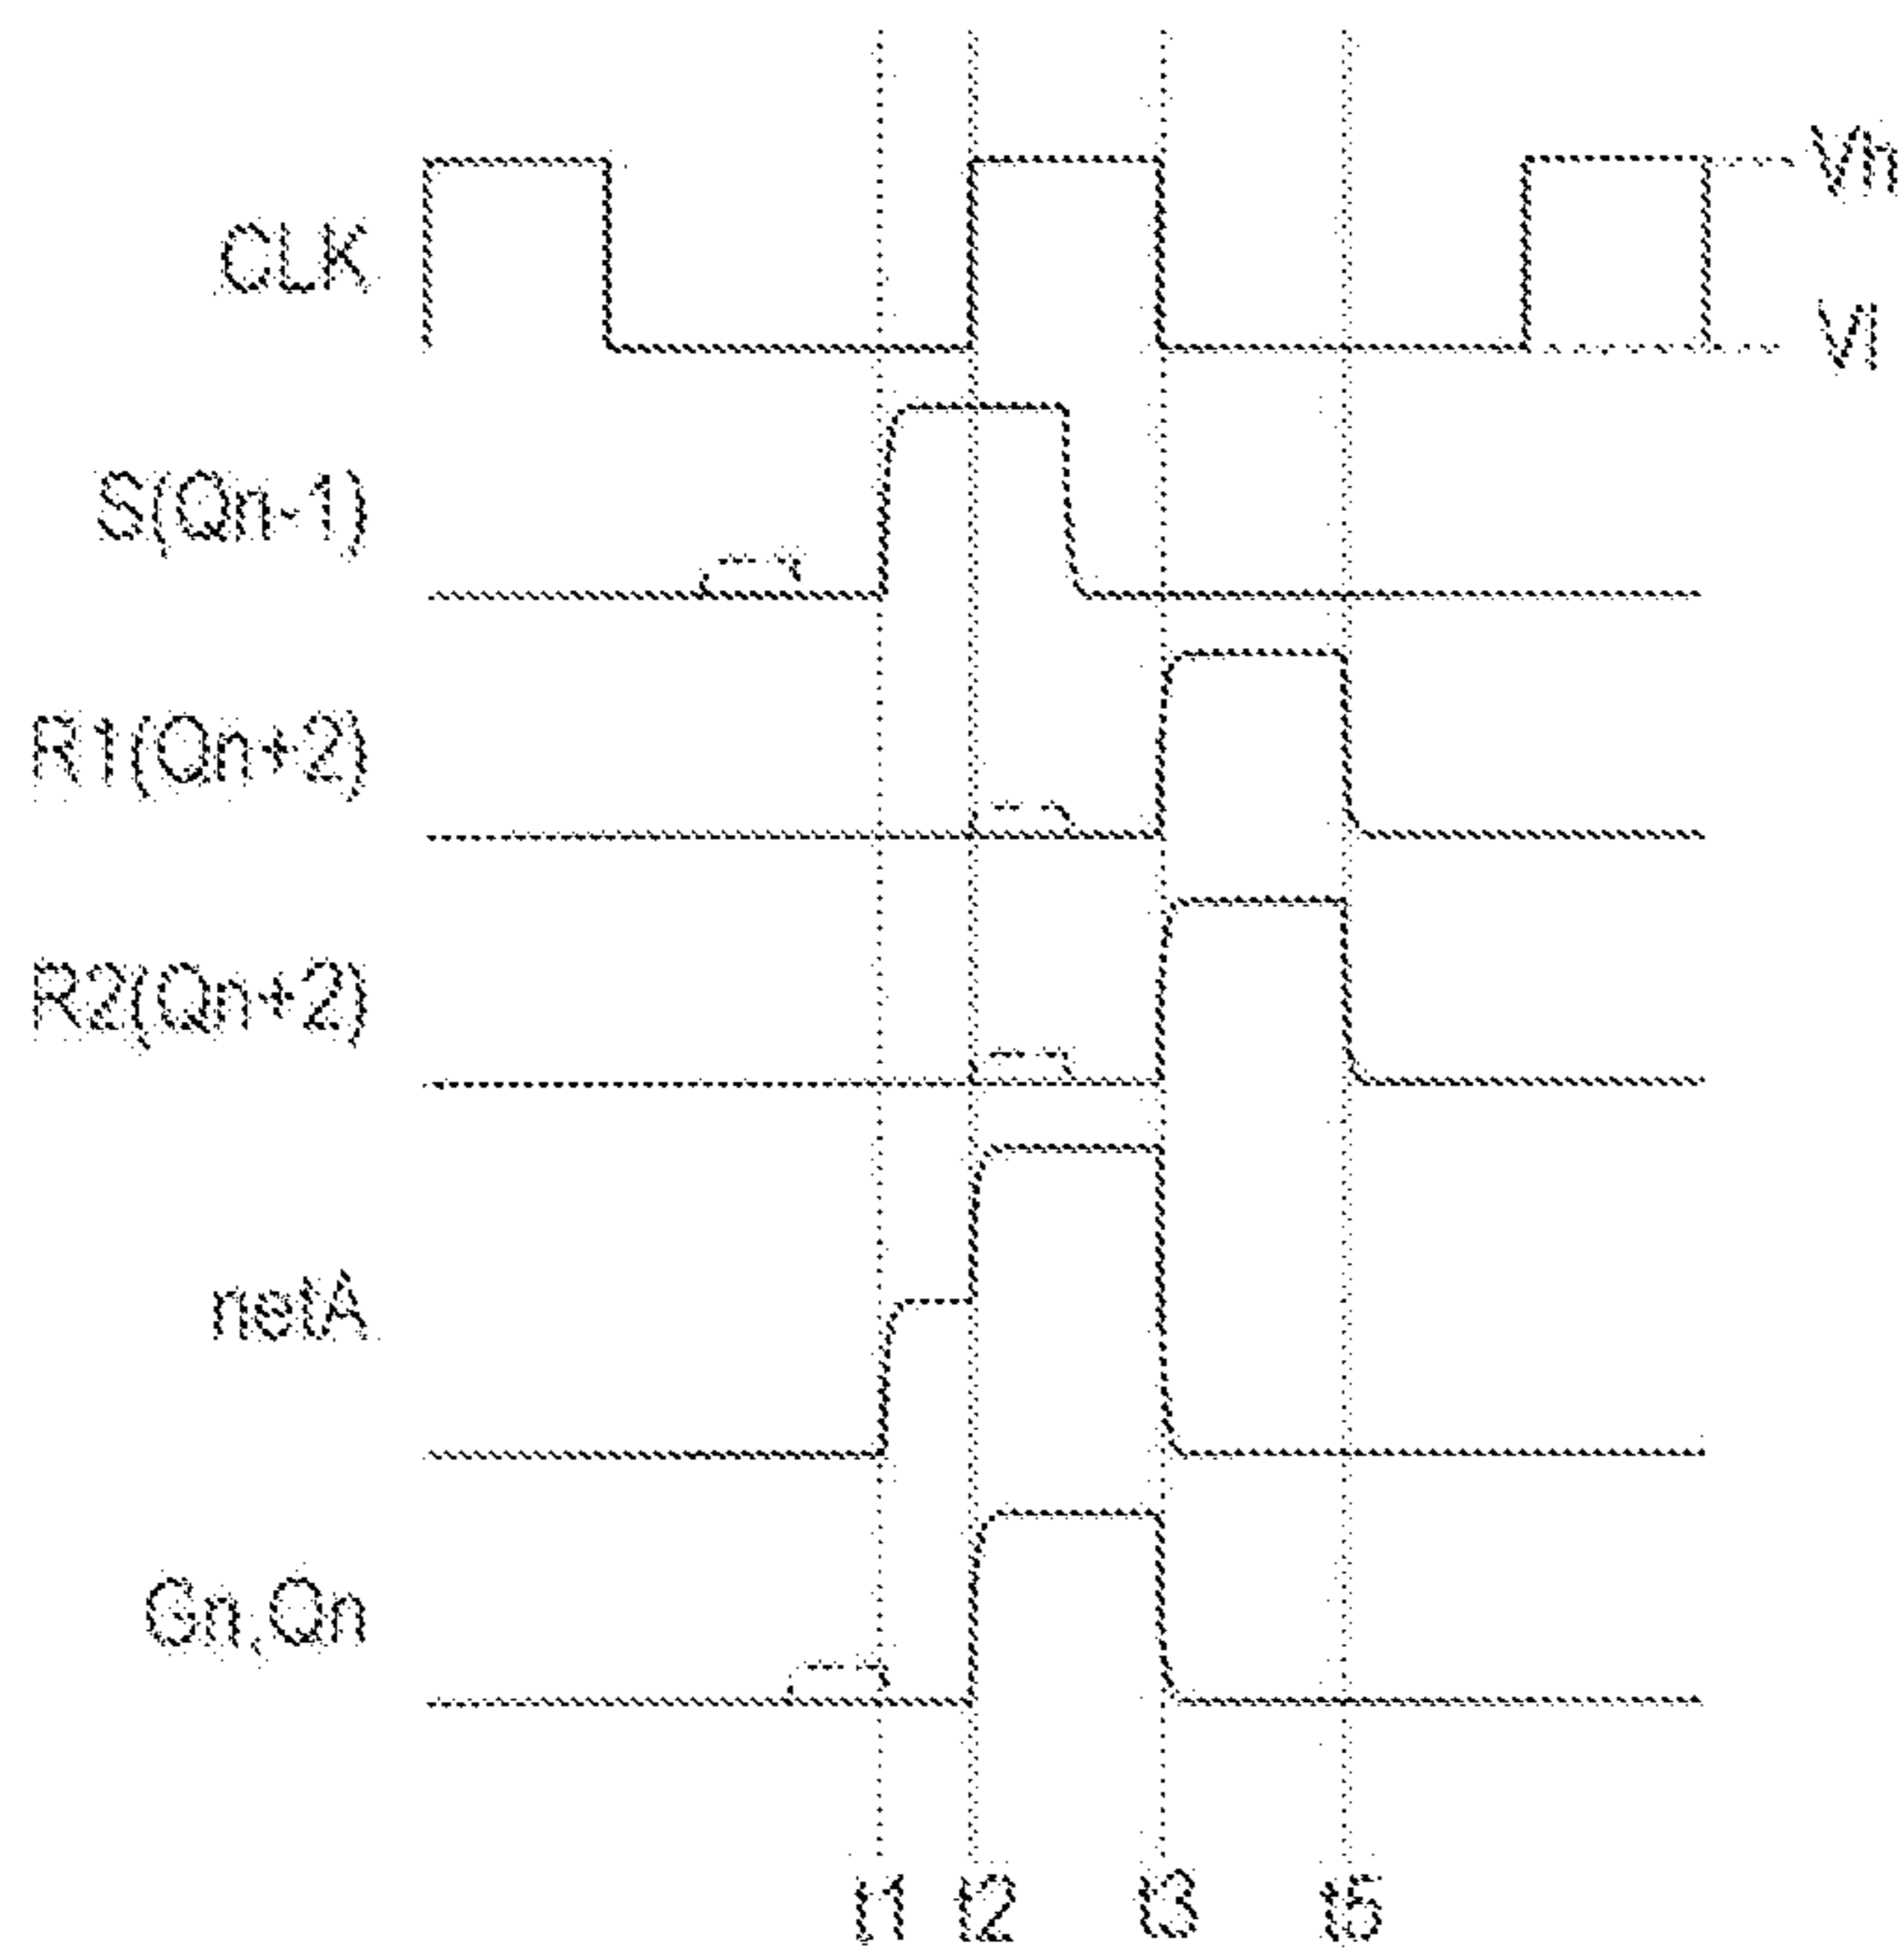 Vh
CLK
Vl
S(Qn-1)
R1(Qn+2)
R2(Qn+2)
netA
Gn,Qn
t1 t2 t3 t5